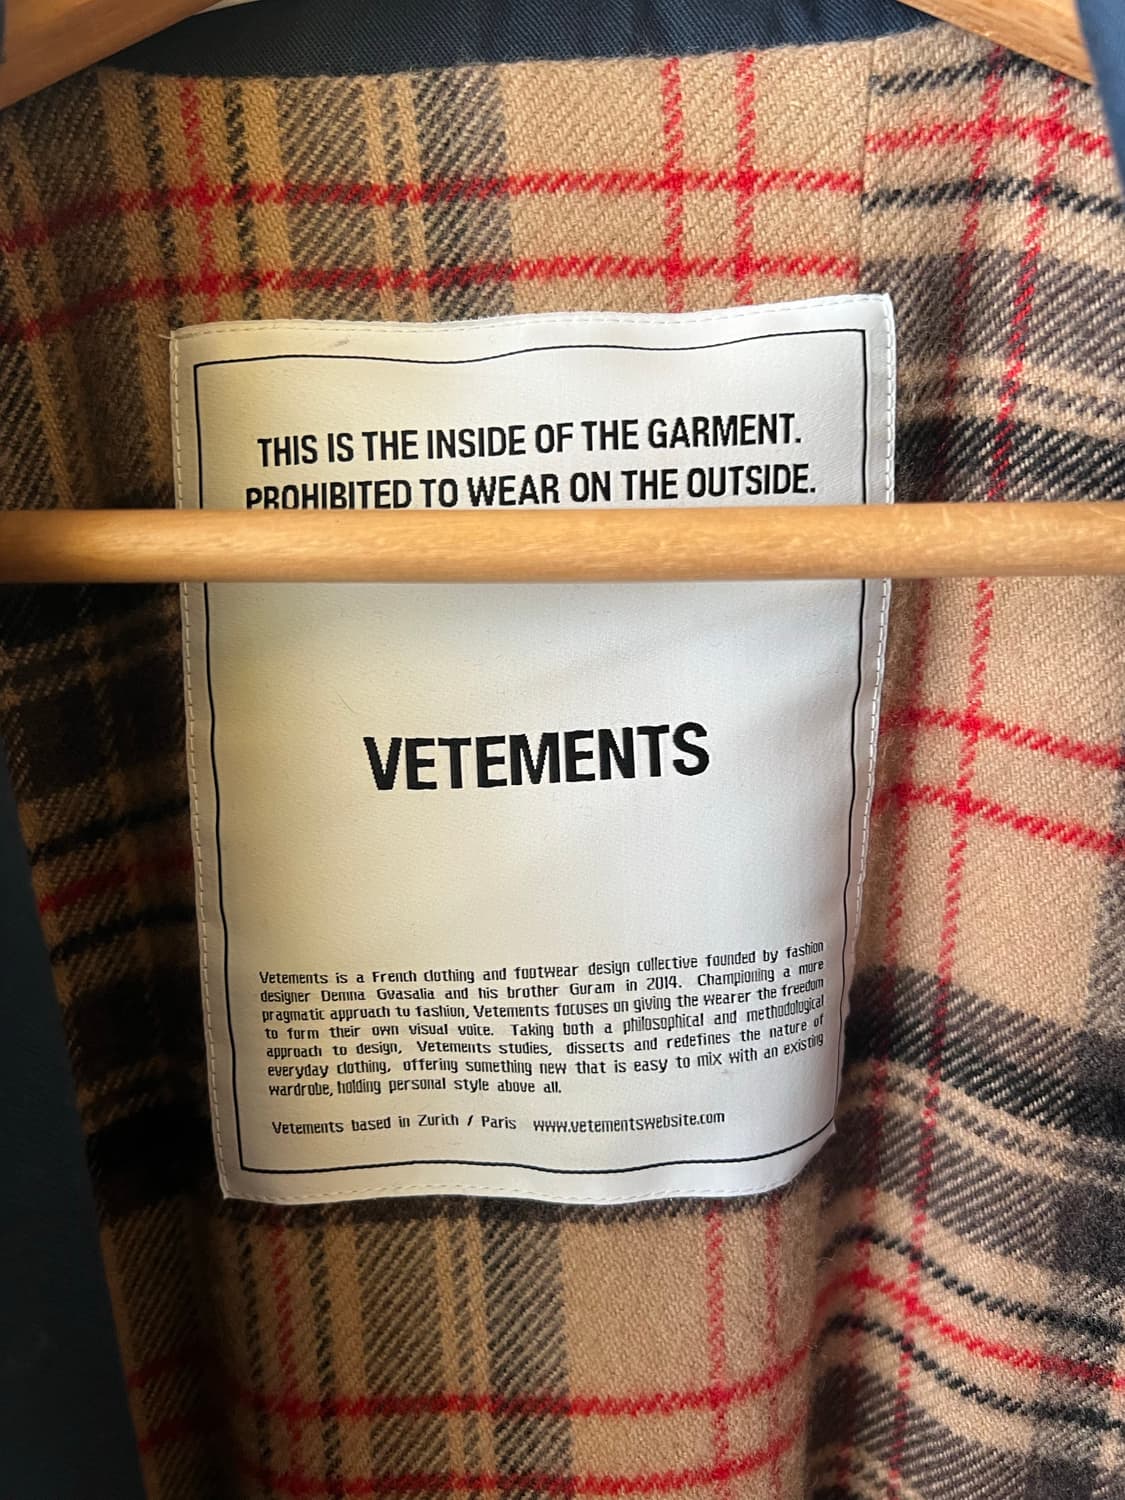 THIS IS THE INSIDE OF THE GARMENT.
PROHIBITED TO WEAR ON THE OUTSIDE.
VETEMENTS
Vetements is a French clothing and footwear design collective founded by fashion
designer Demna Gvasalia and his brother Guram in 2014. Championing a more
pragmatic approach to fashion, Vetements focuses on giving the wearer the freedom
to form their own visual voice. Taking both a philosophical and methodological
approach to design, Vetements studies, dissects and redefines the nature of
everyday clothing, offering something new that is easy to mix with an existing
wardrobe, holding personal style above all.
Vetements based in Zurich / Paris www.vetementswebsite.com